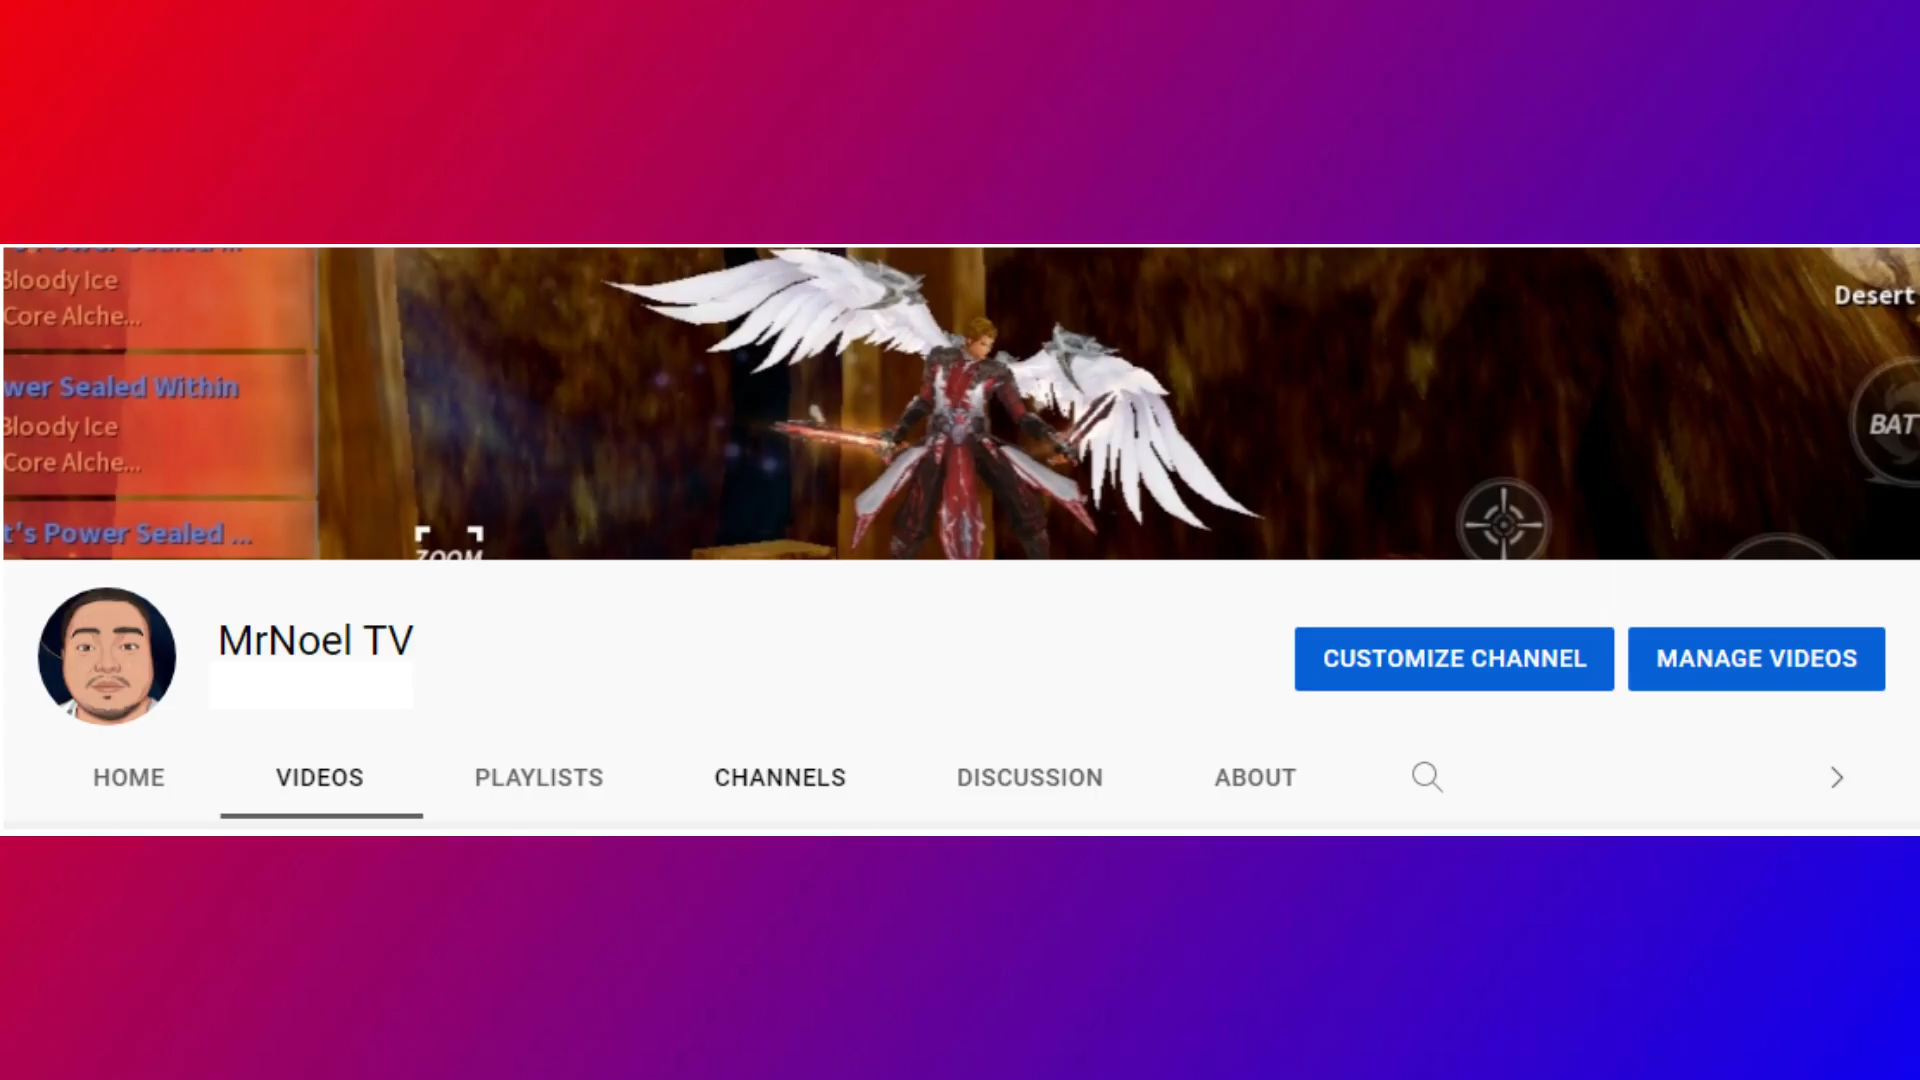 Bloody Ice
Core Alche...
wer Sealed Within
Bloody Ice
Core Alche...
t's Power Sealed ...
ZOOM
Desert
BAT
MrNoel TV
CUSTOMIZE CHANNEL
MANAGE VIDEOS
HOME
VIDEOS
PLAYLISTS
CHANNELS
DISCUSSION
ABOUT